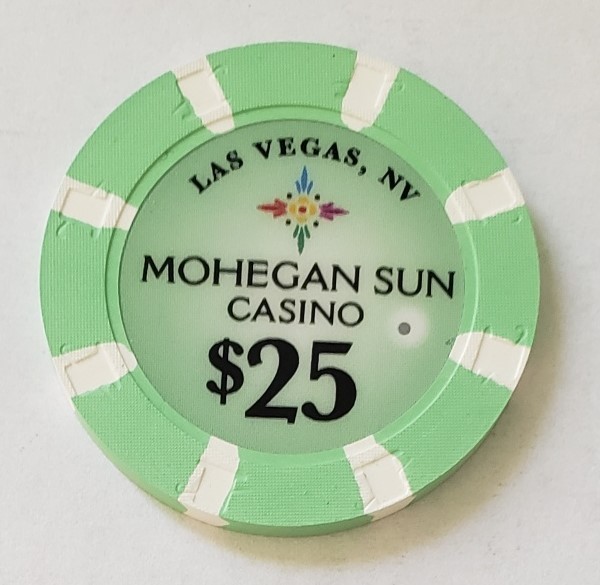 LAS VEGAS, NV
MOHEGAN SUN
CASINO
$25